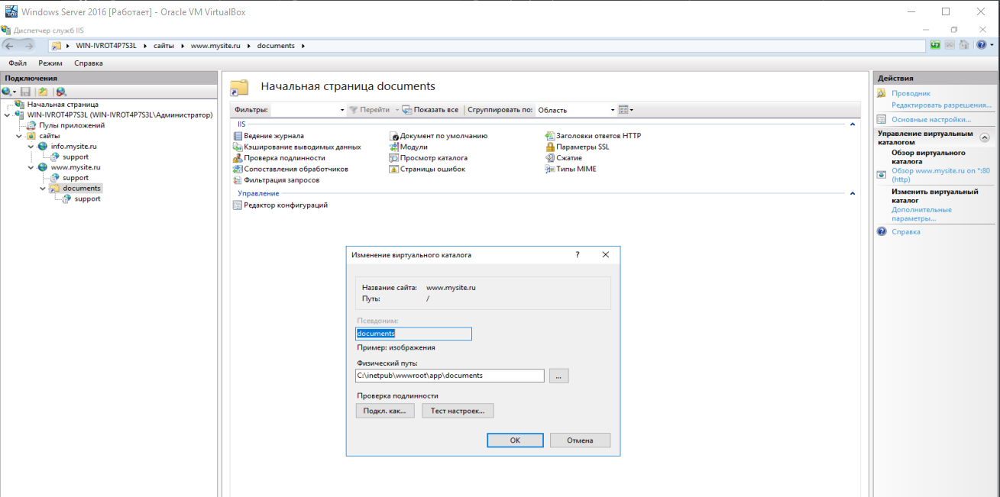 Windows Server 2016 [Работает] - Oracle VM VirtualBox
Диспетчер служб IIS
WIN-IVROT4P7S3L
сайты
www.mysite.ru
documents
Файл Режим Справка
Подключения
Начальная страница
WIN-IVROT4P7S3L (WIN-IVROT4P7S3L\Администратор)
Пулы приложений
сайты
info.mysite.ru
support
www.mysite.ru
support
documents
support
Начальная страница documents
Фильтры: Перейти Показать все Сгруппировать по: Область
IIS
Ведение журнала Документ по умолчанию Заголовки ответов HTTP
Кэширование выводимых данных Модули Параметры SSL
Проверка подлинности Просмотр каталога Сжатие
Сопоставления обработчиков Страницы ошибок Типы MIME
Фильтрация запросов
Управление
Редактор конфигураций
Изменение виртуального каталога ?
Название сайта: www.mysite.ru
Путь: /
Псевдоним:
documents
Пример: изображения
Физический путь:
C:\inetpub\wwwroot\app\documents
...
Проверка подлинности
Подкл. как... Тест настроек...
ОК Отмена
Действия
Проводник
Редактировать разрешения...
Основные настройки...
Управление виртуальным
каталогом
Обзор виртуального
каталога
Обзор www.mysite.ru on *:80
(http)
Изменить виртуальный
каталог
Дополнительные
параметры...
Справка